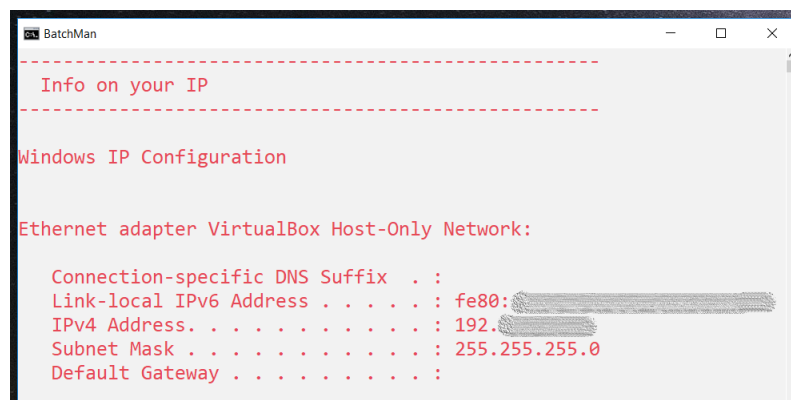 BatchMan
--------------------------------------------------
Info on your IP
--------------------------------------------------
Windows IP Configuration
Ethernet adapter VirtualBox Host-Only Network:
Connection-specific DNS Suffix  . :
Link-local IPv6 Address . . . . . : fe80:
IPv4 Address. . . . . . . . . . . : 192.
Subnet Mask . . . . . . . . . . . : 255.255.255.0
Default Gateway . . . . . . . . . :